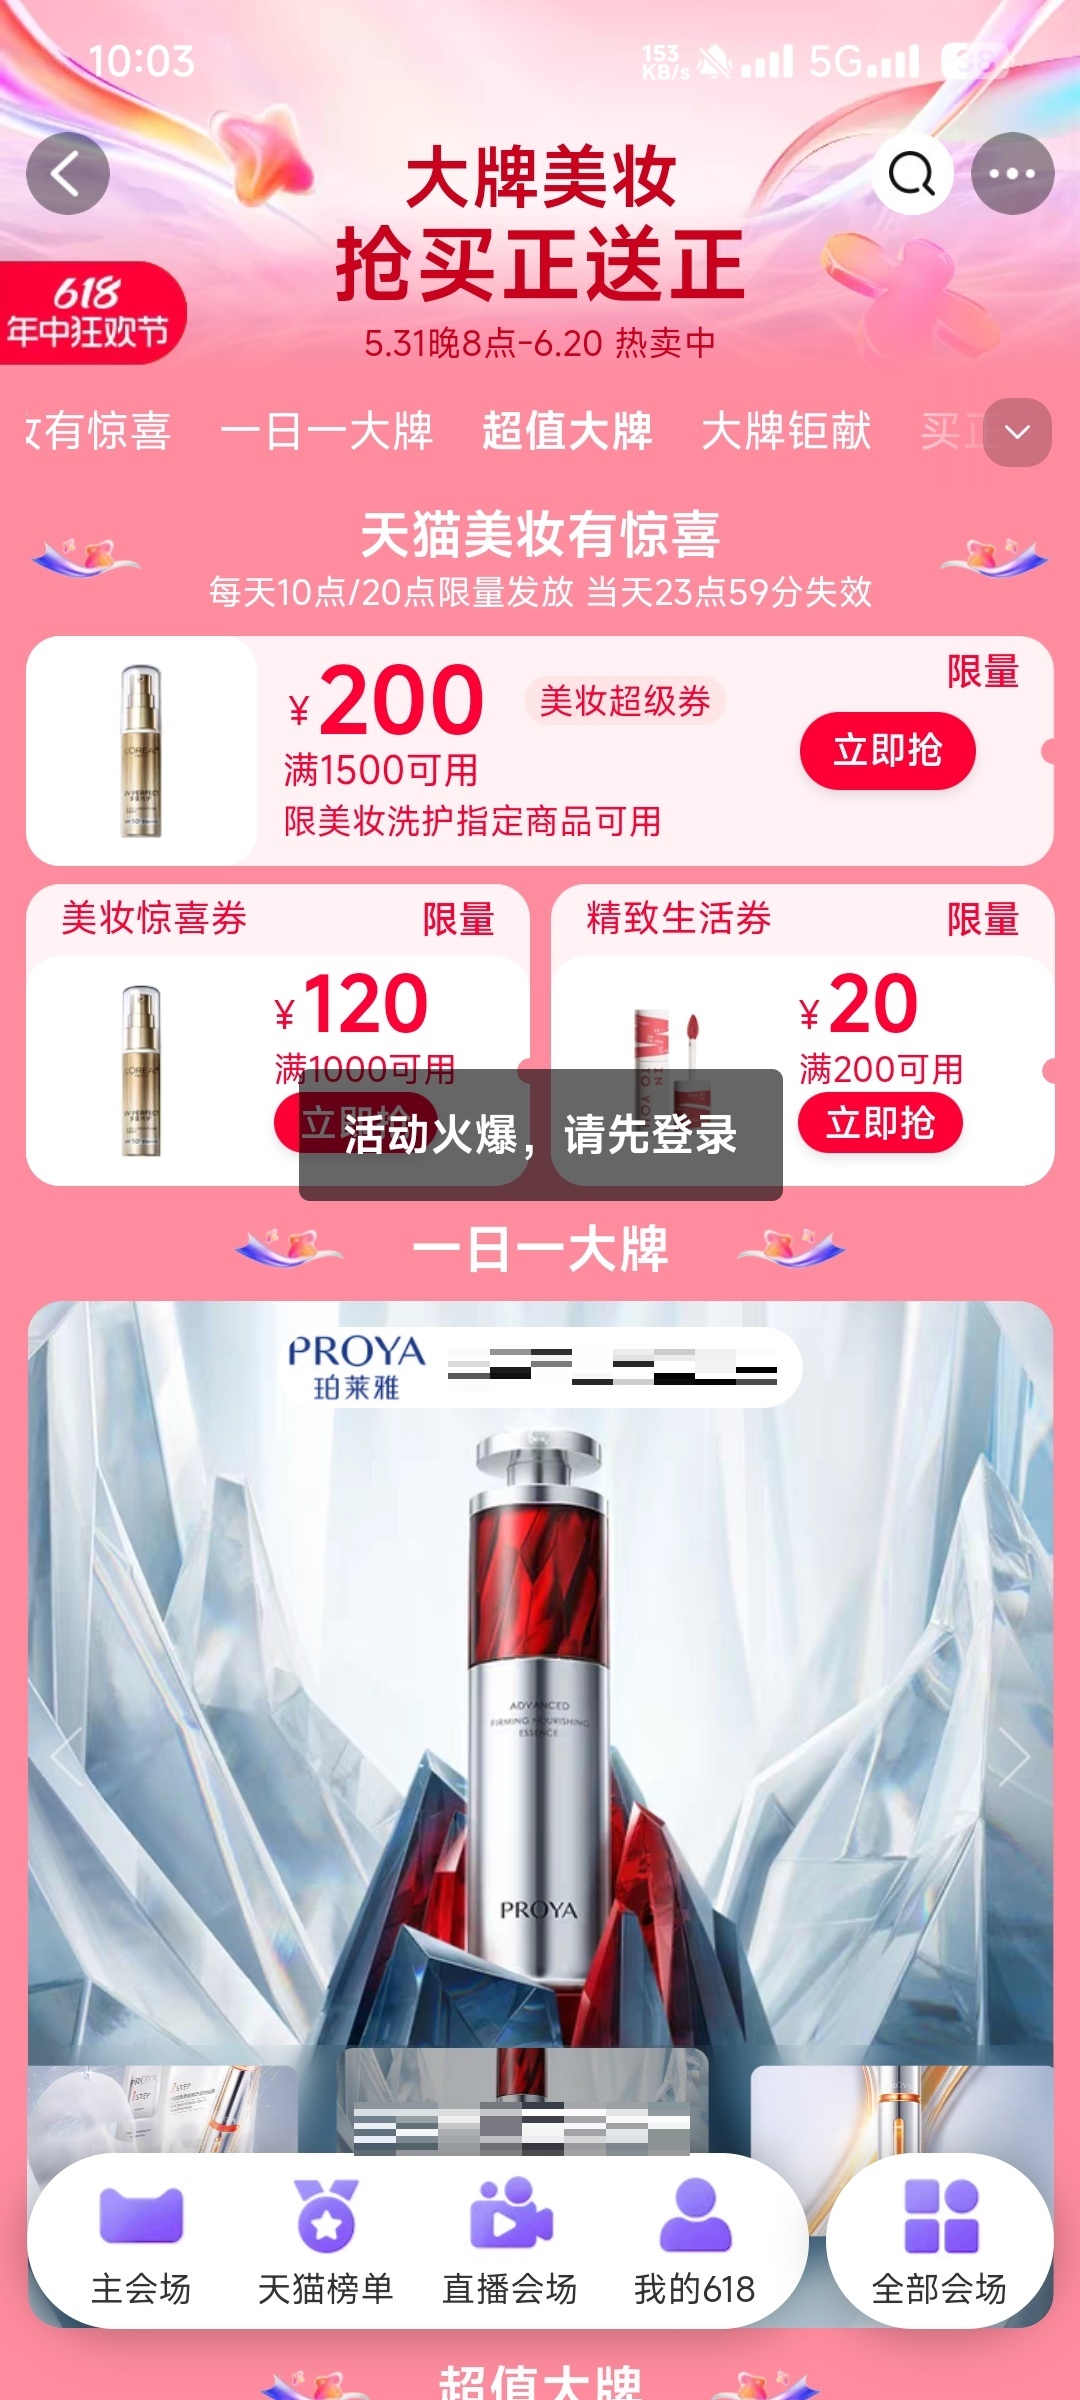 10:03
153
KB/s
5G
38
大牌美妆
抢买正送正
5.31晚8点-6.20 热卖中
618
年中狂欢节
有惊喜 一日一大牌 超值大牌 大牌钜献 买正
天猫美妆有惊喜
每天10点/20点限量发放 当天23点59分失效
¥200 美妆超级券
限量
满1500可用
限美妆洗护指定商品可用
立即抢
美妆惊喜券 限量
¥120
满1000可用
立即抢
精致生活券 限量
¥20
满200可用
立即抢
活动火爆，请先登录
一日一大牌
PROYA
珀莱雅
ADVANCED
FIRMING NOURISHING
ESSENCE
PROYA
主会场 天猫榜单 直播会场 我的618 全部会场
超值大牌